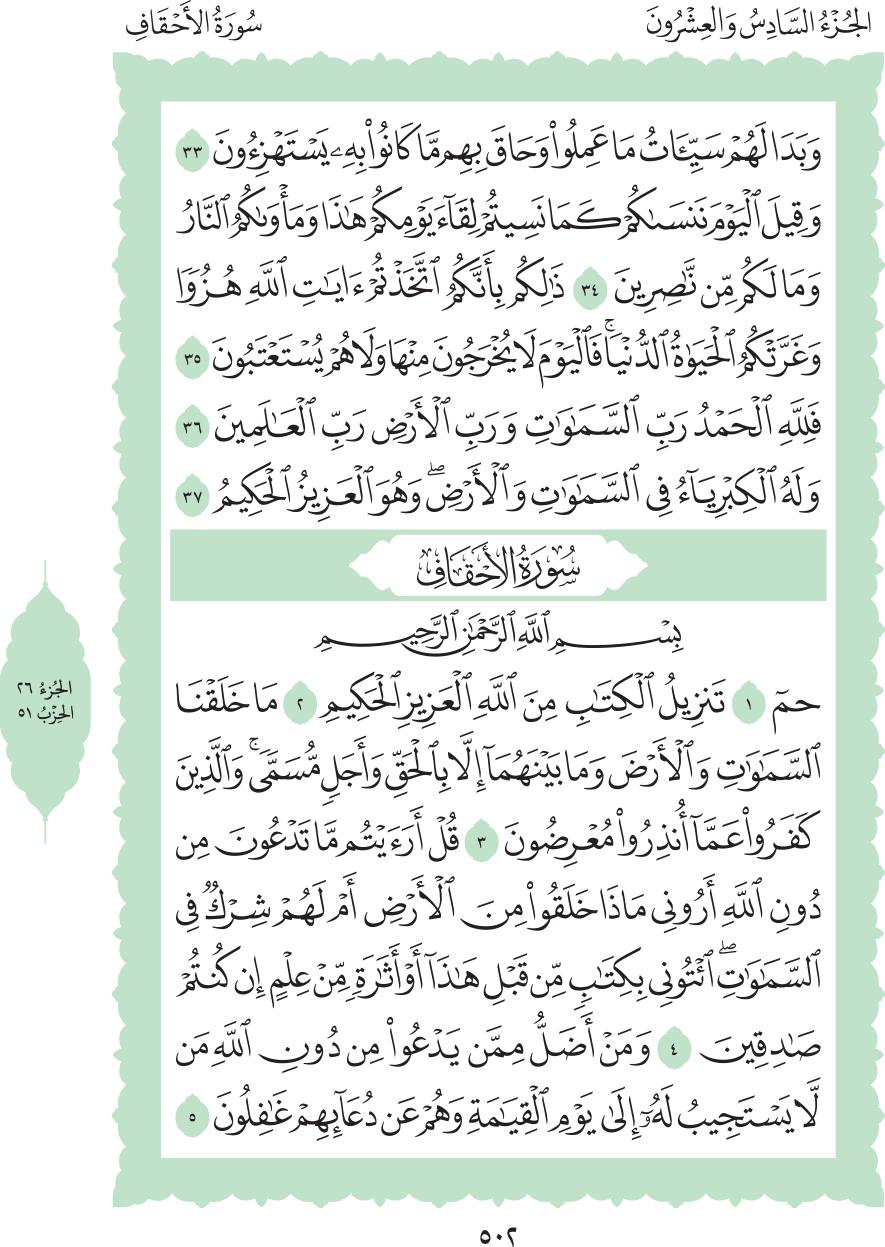 الجُزْءُ السَّادِسُ وَالعِشْرُونَ
سُورَةُ الأَحْقَافِ
وَبَدَا لَهُمْ سَيِّـَٔاتُ مَا عَمِلُوا۟ وَحَاقَ بِهِم مَّا كَانُوا۟ بِهِۦ يَسْتَهْزِءُونَ ٣٣
وَقِيلَ ٱلْيَوْمَ نَنسَىٰكُمْ كَمَا نَسِيتُمْ لِقَآءَ يَوْمِكُمْ هَٰذَا وَمَأْوَىٰكُمُ ٱلنَّارُ
وَمَا لَكُم مِّن نَّٰصِرِينَ ٣٤ ذَٰلِكُم بِأَنَّكُمُ ٱتَّخَذْتُمْ ءَايَٰتِ ٱللَّهِ هُزُوًا
وَغَرَّتْكُمُ ٱلْحَيَوٰةُ ٱلدُّنْيَا ۚ فَٱلْيَوْمَ لَا يُخْرَجُونَ مِنْهَا وَلَا هُمْ يُسْتَعْتَبُونَ ٣٥
فَلِلَّهِ ٱلْحَمْدُ رَبِّ ٱلسَّمَٰوَٰتِ وَرَبِّ ٱلْأَرْضِ رَبِّ ٱلْعَٰلَمِينَ ٣٦
وَلَهُ ٱلْكِبْرِيَآءُ فِى ٱلسَّمَٰوَٰتِ وَٱلْأَرْضِ ۖ وَهُوَ ٱلْعَزِيزُ ٱلْحَكِيمُ ٣٧
سُورَةُ الأَحْقَافِ
بِسْمِ ٱللَّهِ ٱلرَّحْمَٰنِ ٱلرَّحِيمِ
حمٓ ١ تَنزِيلُ ٱلْكِتَٰبِ مِنَ ٱللَّهِ ٱلْعَزِيزِ ٱلْحَكِيمِ ٢ مَا خَلَقْنَا
ٱلسَّمَٰوَٰتِ وَٱلْأَرْضَ وَمَا بَيْنَهُمَآ إِلَّا بِٱلْحَقِّ وَأَجَلٍ مُّسَمًّى ۚ وَٱلَّذِينَ
كَفَرُوا۟ عَمَّآ أُنذِرُوا۟ مُعْرِضُونَ ٣ قُلْ أَرَءَيْتُم مَّا تَدْعُونَ مِن
دُونِ ٱللَّهِ أَرُونِى مَاذَا خَلَقُوا۟ مِنَ ٱلْأَرْضِ أَمْ لَهُمْ شِرْكٌ فِى
ٱلسَّمَٰوَٰتِ ۖ ٱئْتُونِى بِكِتَٰبٍ مِّن قَبْلِ هَٰذَآ أَوْ أَثَٰرَةٍ مِّنْ عِلْمٍ إِن كُنتُمْ
صَٰدِقِينَ ٤ وَمَنْ أَضَلُّ مِمَّن يَدْعُوا۟ مِن دُونِ ٱللَّهِ مَن
لَّا يَسْتَجِيبُ لَهُۥٓ إِلَىٰ يَوْمِ ٱلْقِيَٰمَةِ وَهُمْ عَن دُعَآئِهِمْ غَٰفِلُونَ ٥
الجُزءُ ٢٦
الحِزْبُ ٥١
٥٠٢